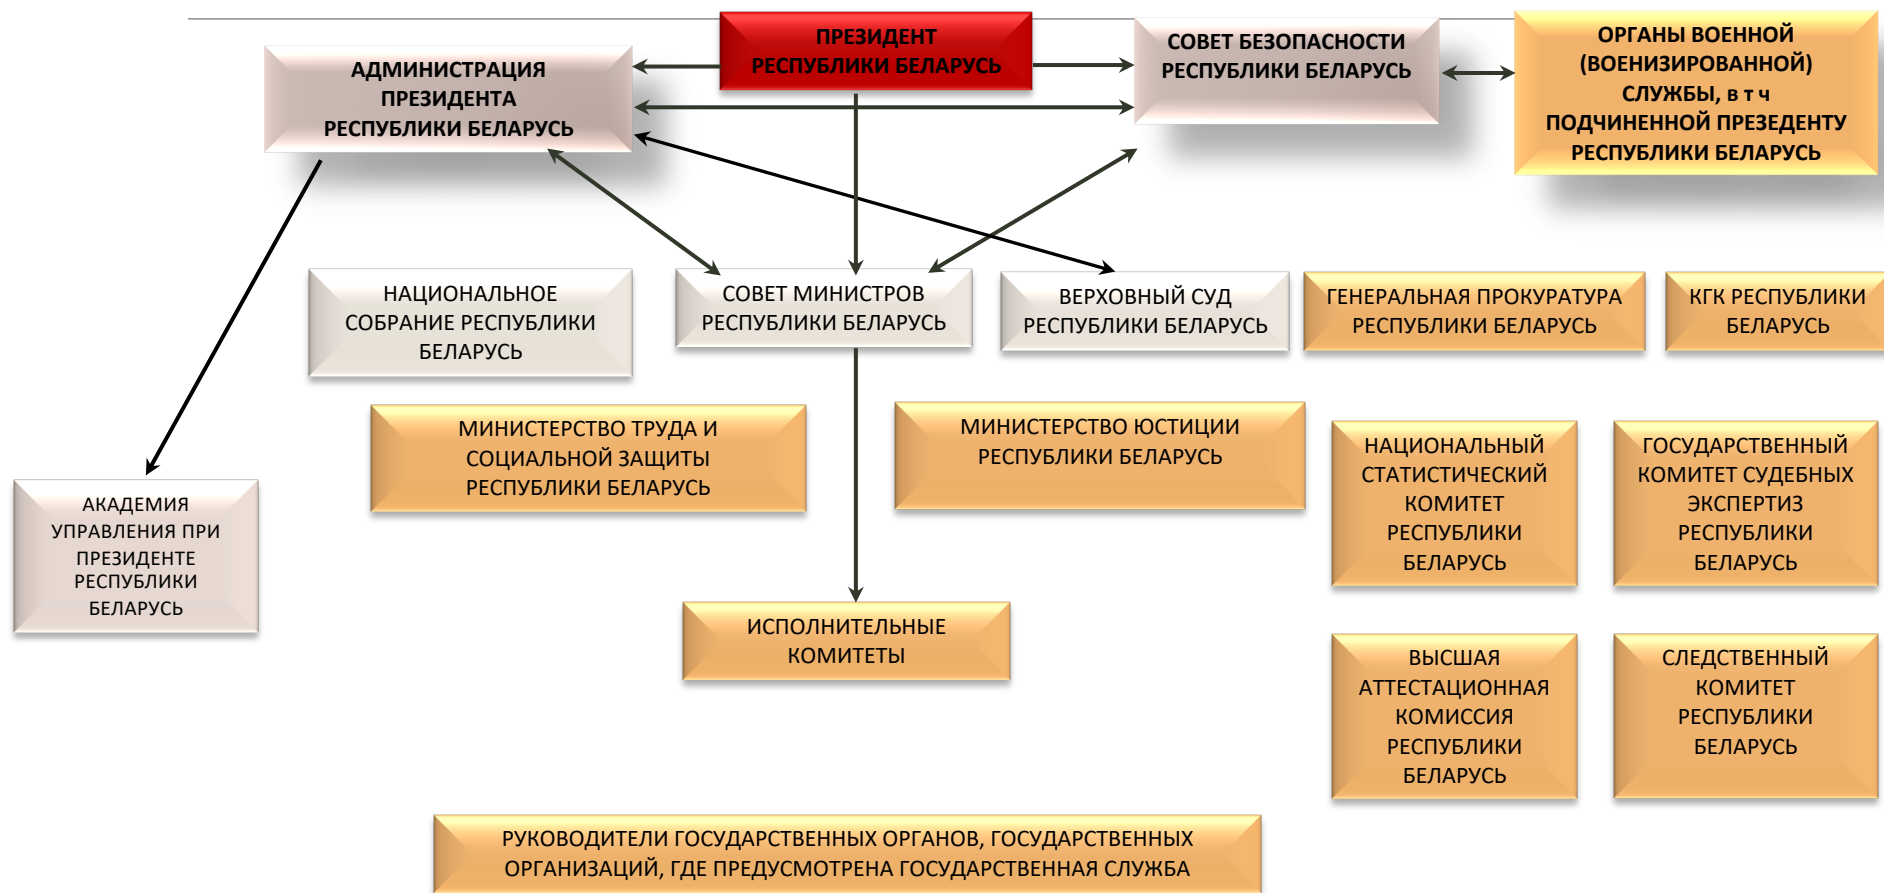 ПРЕЗИДЕНТ
РЕСПУБЛИКИ БЕЛАРУСЬ
АДМИНИСТРАЦИЯ
ПРЕЗИДЕНТА
РЕСПУБЛИКИ БЕЛАРУСЬ
СОВЕТ БЕЗОПАСНОСТИ
РЕСПУБЛИКИ БЕЛАРУСЬ
ОРГАНЫ ВОЕННОЙ
(ВОЕНИЗИРОВАННОЙ)
СЛУЖБЫ, в т ч
ПОДЧИНЕННОЙ ПРЕЗЕДЕНТУ
РЕСПУБЛИКИ БЕЛАРУСЬ
НАЦИОНАЛЬНОЕ
СОБРАНИЕ РЕСПУБЛИКИ
БЕЛАРУСЬ
СОВЕТ МИНИСТРОВ
РЕСПУБЛИКИ БЕЛАРУСЬ
ВЕРХОВНЫЙ СУД
РЕСПУБЛИКИ БЕЛАРУСЬ
ГЕНЕРАЛЬНАЯ ПРОКУРАТУРА
РЕСПУБЛИКИ БЕЛАРУСЬ
КГК РЕСПУБЛИКИ
БЕЛАРУСЬ
МИНИСТЕРСТВО ТРУДА И
СОЦИАЛЬНОЙ ЗАЩИТЫ
РЕСПУБЛИКИ БЕЛАРУСЬ
МИНИСТЕРСТВО ЮСТИЦИИ
РЕСПУБЛИКИ БЕЛАРУСЬ
НАЦИОНАЛЬНЫЙ
СТАТИСТИЧЕСКИЙ
КОМИТЕТ
РЕСПУБЛИКИ
БЕЛАРУСЬ
ГОСУДАРСТВЕННЫЙ
КОМИТЕТ СУДЕБНЫХ
ЭКСПЕРТИЗ
РЕСПУБЛИКИ
БЕЛАРУСЬ
АКАДЕМИЯ
УПРАВЛЕНИЯ ПРИ
ПРЕЗИДЕНТЕ
РЕСПУБЛИКИ
БЕЛАРУСЬ
ИСПОЛНИТЕЛЬНЫЕ
КОМИТЕТЫ
ВЫСШАЯ
АТТЕСТАЦИОННАЯ
КОМИССИЯ
РЕСПУБЛИКИ
БЕЛАРУСЬ
СЛЕДСТВЕННЫЙ
КОМИТЕТ
РЕСПУБЛИКИ
БЕЛАРУСЬ
РУКОВОДИТЕЛИ ГОСУДАРСТВЕННЫХ ОРГАНОВ, ГОСУДАРСТВЕННЫХ
ОРГАНИЗАЦИЙ, ГДЕ ПРЕДУСМОТРЕНА ГОСУДАРСТВЕННАЯ СЛУЖБА